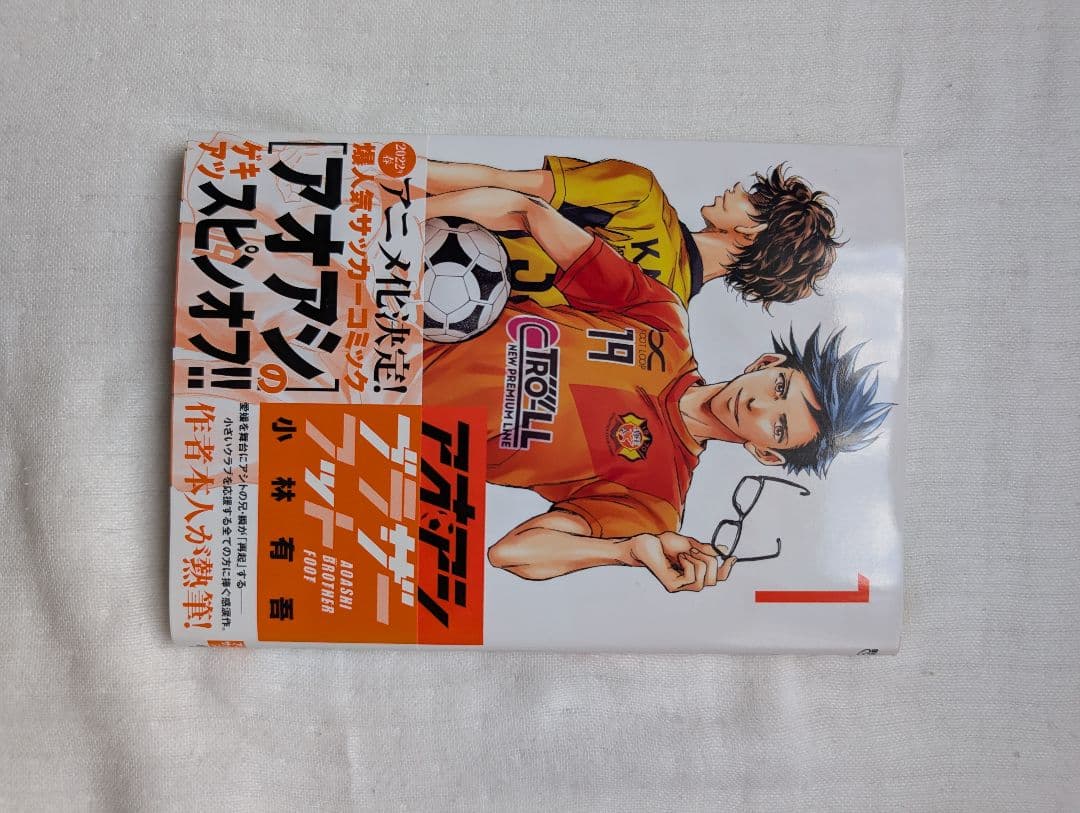 1
FOOT LOOP
19
TRÖLL
NEW PREMIUM LINE
アオアシ
ブラザーフット
AOASHI
BROTHER
FOOT
小林有吾
2022年春
アニメ化決定!
爆人気サッカーコミック
[アオアシ]の
ゲキアツ
スピンオフ!!
愛媛を舞台にアシトの兄・瞬が「再起」する——
小さいクラブを応援する全ての方に捧ぐ感涙作。
作者本人が熱筆!